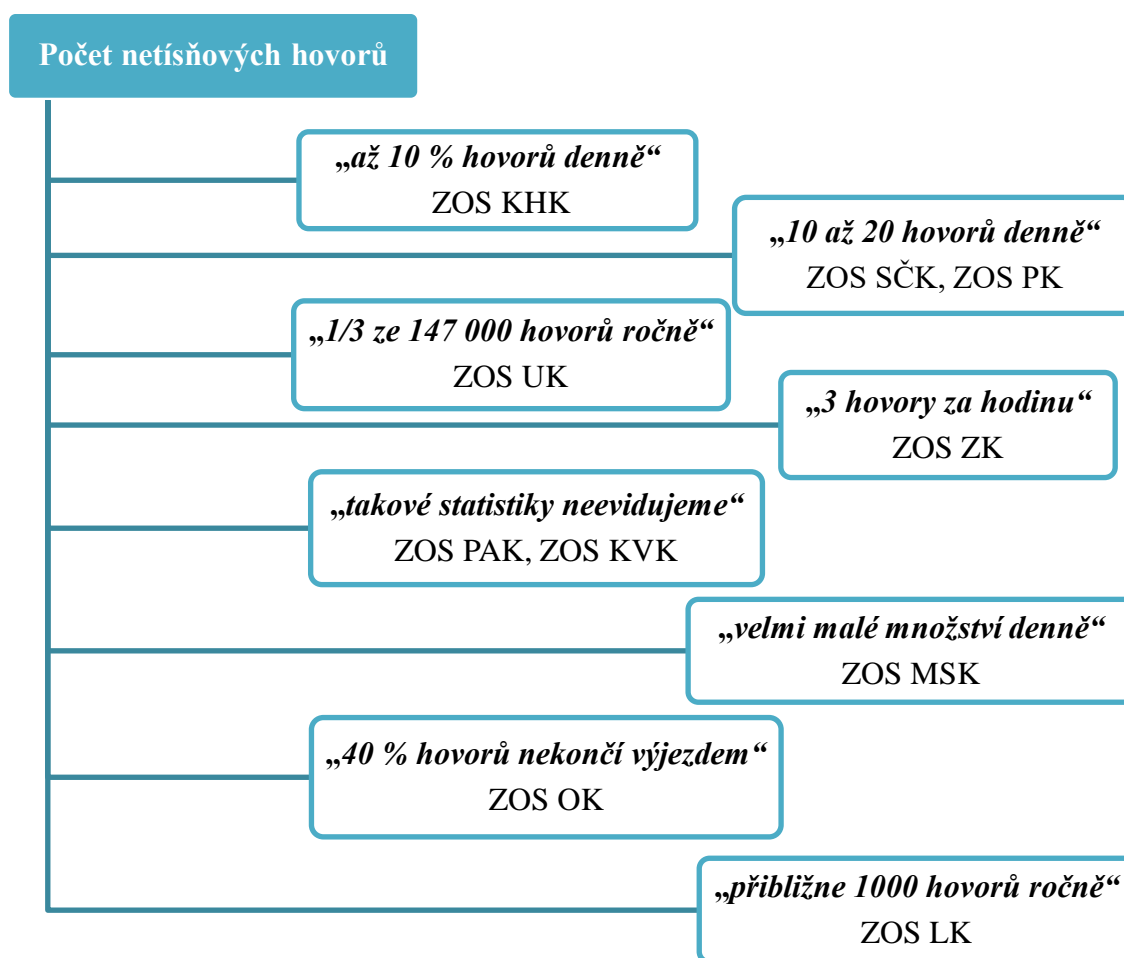 Počet netísňových hovorů
„až 10 % hovorů denně“
ZOS KHK
„10 až 20 hovorů denně“
ZOS SČK, ZOS PK
„1/3 ze 147 000 hovorů ročně“
ZOS UK
„3 hovory za hodinu“
ZOS ZK
„takové statistiky neevidujeme“
ZOS PAK, ZOS KVK
„velmi malé množství denně“
ZOS MSK
„40 % hovorů nekončí výjezdem“
ZOS OK
„přibližne 1000 hovorů ročně“
ZOS LK